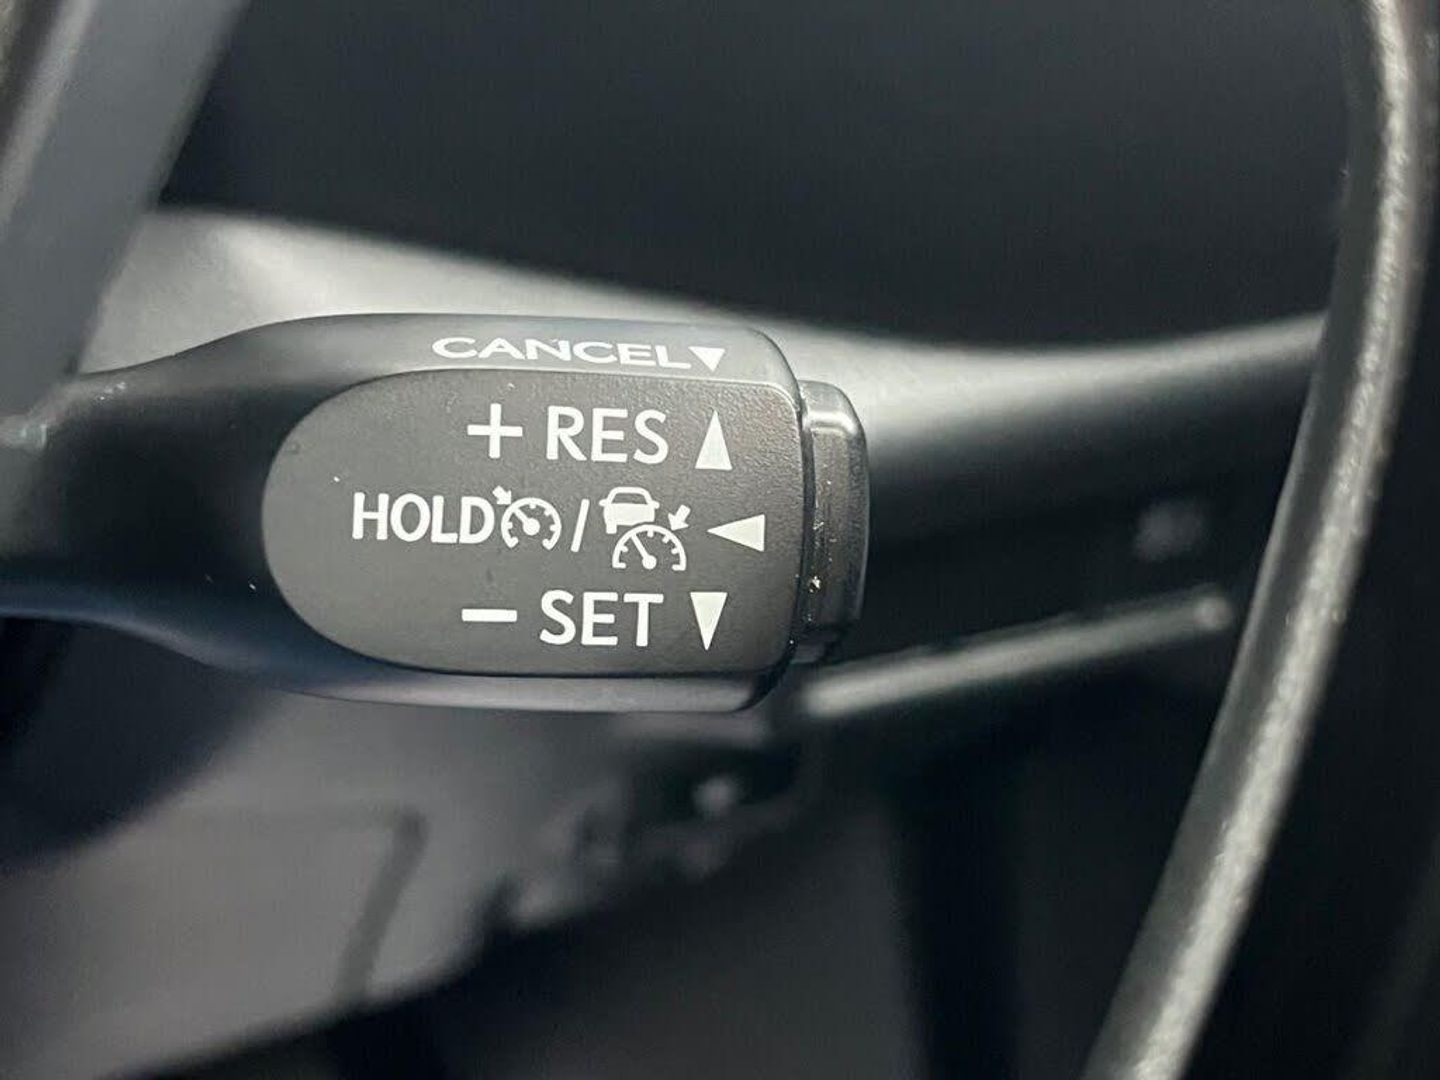 CANCEL
+ RES
HOLD /
− SET